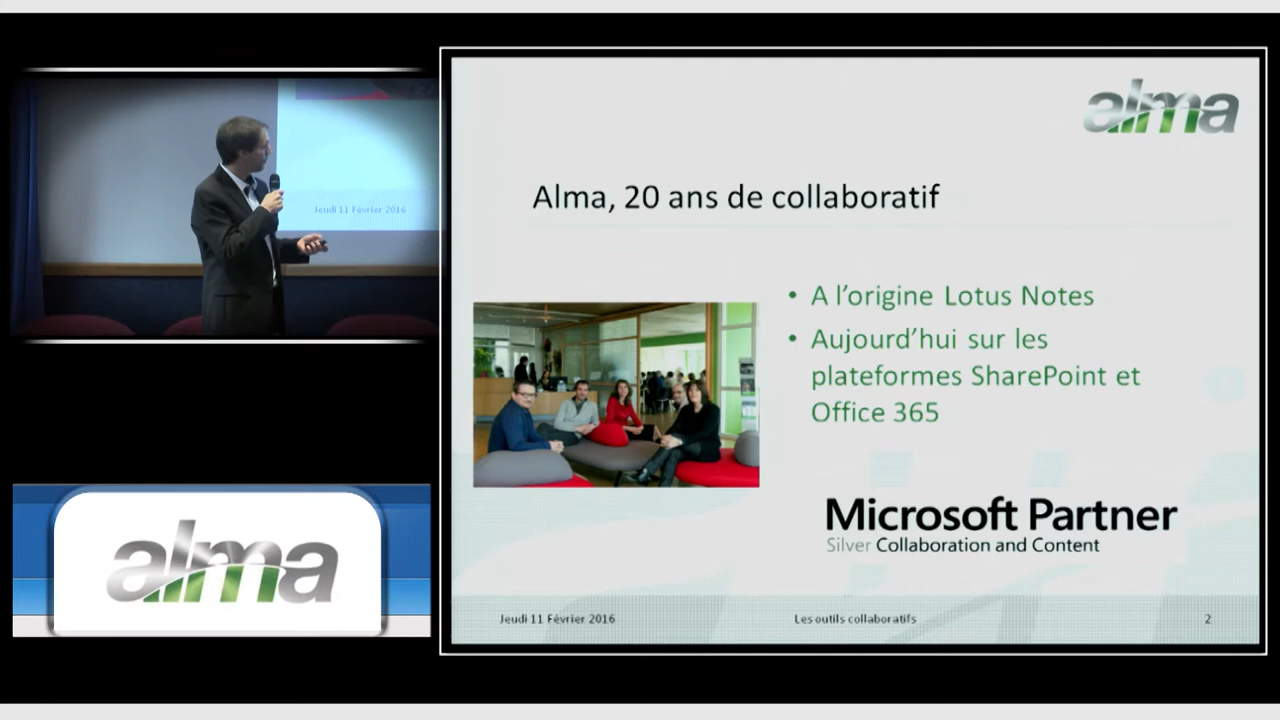 alma
Alma, 20 ans de collaboratif
• A l'origine Lotus Notes
• Aujourd'hui sur les
plateformes SharePoint et
Office 365
Microsoft Partner
Silver Collaboration and Content
Jeudi 11 Février 2016
Les outils collaboratifs
2
Jeudi 11 Février 2016
alma